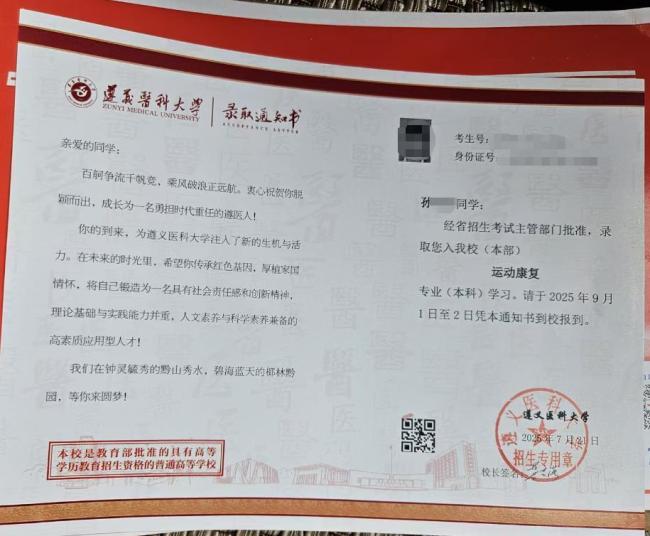 遵义医科大学
ZUNYI MEDICAL UNIVERSITY
录取通知书
ACCEPTANCE LETTER
亲爱的同学：
百舸争流千帆竞，乘风破浪正远航。衷心祝贺你脱
颖而出，成长为一名勇担时代重任的遵医人！
你的到来，为遵义医科大学注入了新的生机与活
力。在未来的时光里，希望你传承红色基因，厚植家国
情怀，将自己锻造为一名具有社会责任感和创新精神，
理论基础与实践能力并重，人文素养与科学素养兼备的
高素质应用型人才！
我们在钟灵毓秀的黔山秀水，碧海蓝天的椰林黔
园，等你来圆梦！
本校是教育部批准的具有高等
学历教育招生资格的普通高等学校
考生号：
身份证号
孙 同学：
经省招生考试主管部门批准，录
取您入我校（本部）
运动康复
专业（本科）学习。请于 2025 年 9 月
1 日至 2 日凭本通知书到校报到。
遵义医科大学
2025 年 7 月 21 日
遵义医科大学
招生专用章
校长签名